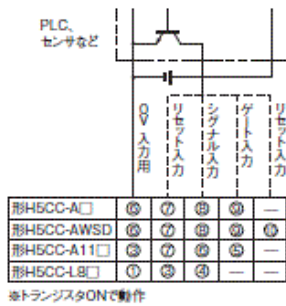 PLC、
センサなど
0V入力用
リセット入力
シグナル入力
ゲート入力
リセット入力
形H5CC-A□ ⑥ ⑦ ⑧ ⑨ —
形H5CC-AWSD ⑥ ⑦ ⑧ ⑨ ⑩
形H5CC-A11□ ③ ⑦ ⑥ ⑤ —
形H5CC-L8□ ① ③ ④ — —
※トランジスタONで動作